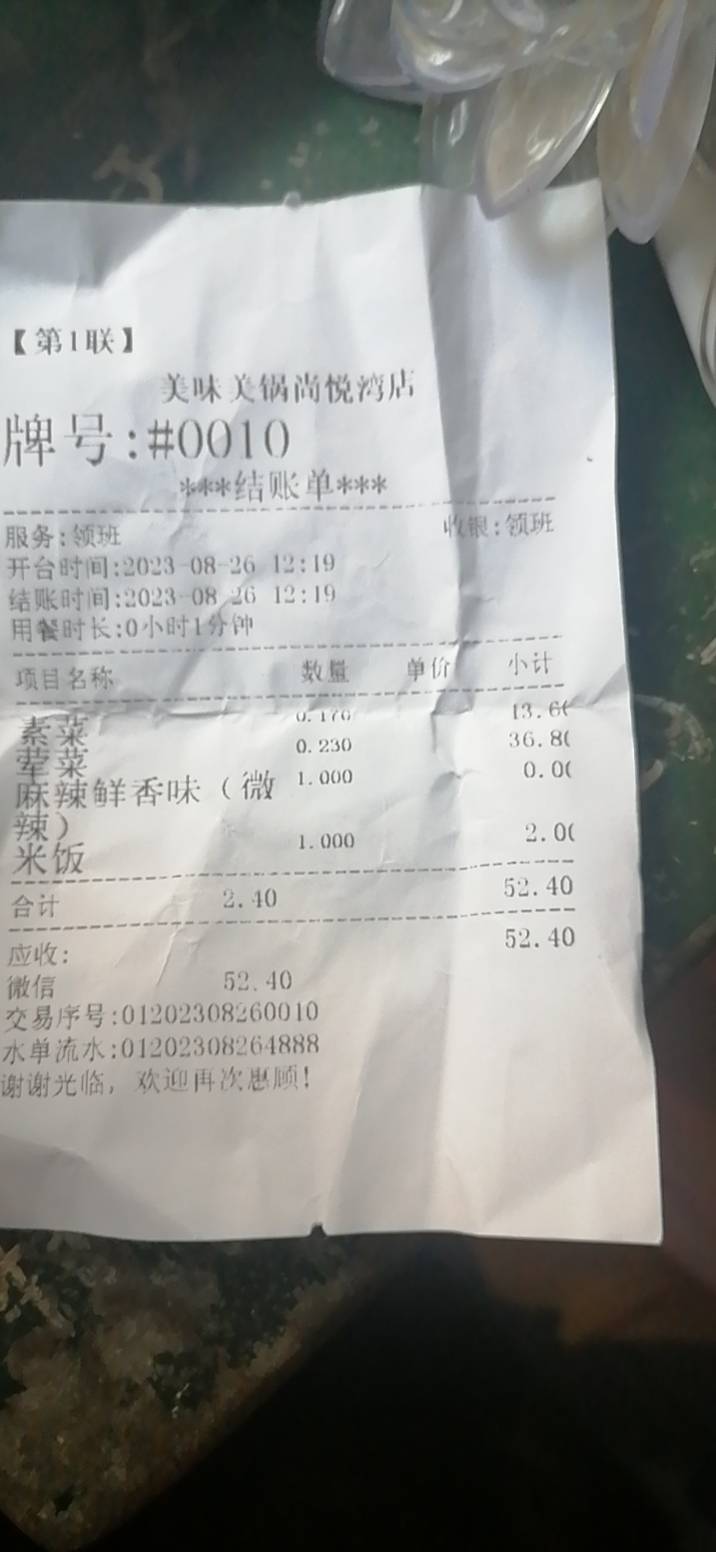 【第1联】
美味美锅尚悦湾店
牌号:#0010
***结账单***
服务:领班 收银:领班
开台时间:2023-08-26 12:19
结账时间:2023-08-26 12:19
用餐时长:0小时1分钟
项目名称 数量 单价 小计
素菜 0.170 13.60
荤菜 0.230 36.80
麻辣鲜香味（微 1.000 0.00
辣）
米饭 1.000 2.00
合计 2.40 52.40
应收: 52.40
微信 52.40
交易序号:01202308260010
水单流水:01202308264888
谢谢光临, 欢迎再次惠顾!